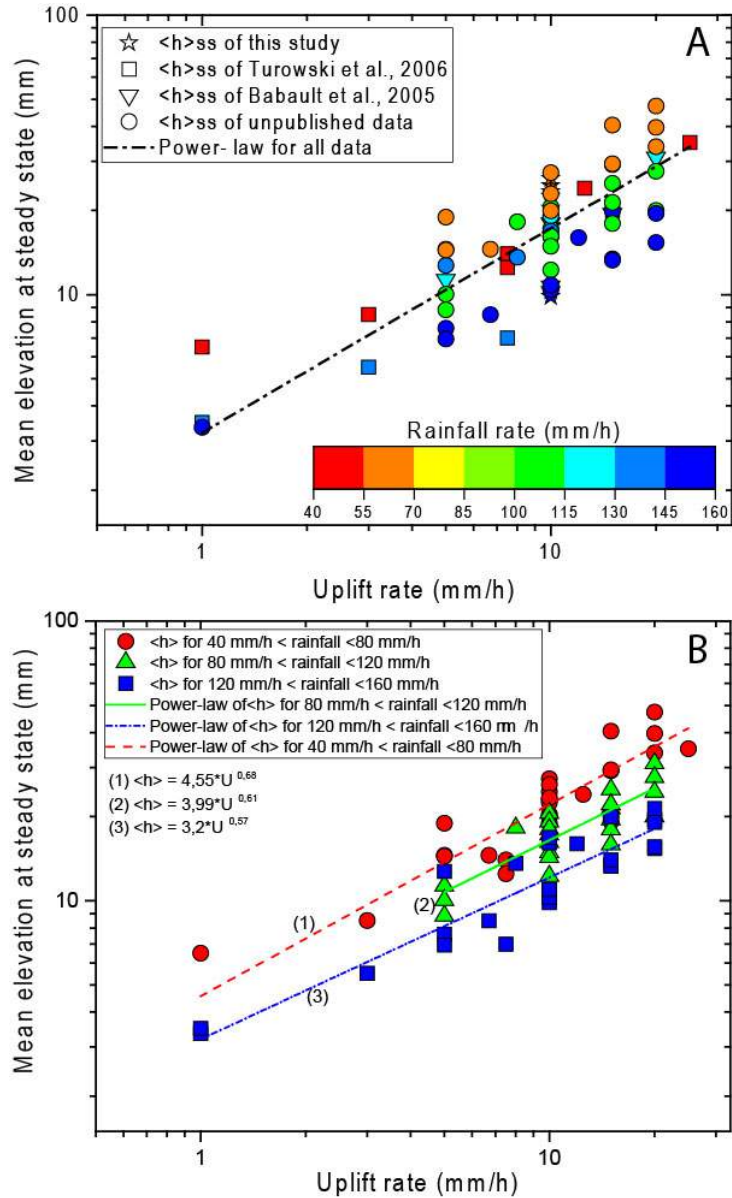 100
A
<h>ss of this study
<h>ss of Turowski et al., 2006
<h>ss of Babault et al., 2005
<h>ss of unpublished data
Power- law for all data
Mean elevation at steady state (mm)
10
Rainfall rate (mm/h)
40 55 70 85 100 115 130 145 160
1 10
Uplift rate (mm/h)
100
B
<h> for 40 mm/h < rainfall <80 mm/h
<h> for 80 mm/h < rainfall <120 mm/h
<h> for 120 mm/h < rainfall <160 mm/h
Power-law of <h> for 80 mm/h < rainfall <120 mm/h
Power-law of <h> for 120 mm/h < rainfall <160 mm /h
Power-law of <h> for 40 mm/h < rainfall <80 mm/h
(1) <h> = 4,55*U 0,68
(2) <h> = 3,99*U 0,61
(3) <h> = 3,2*U 0,57
Mean elevation at steady state (mm)
10
(1)
(2)
(3)
1 10
Uplift rate (mm/h)